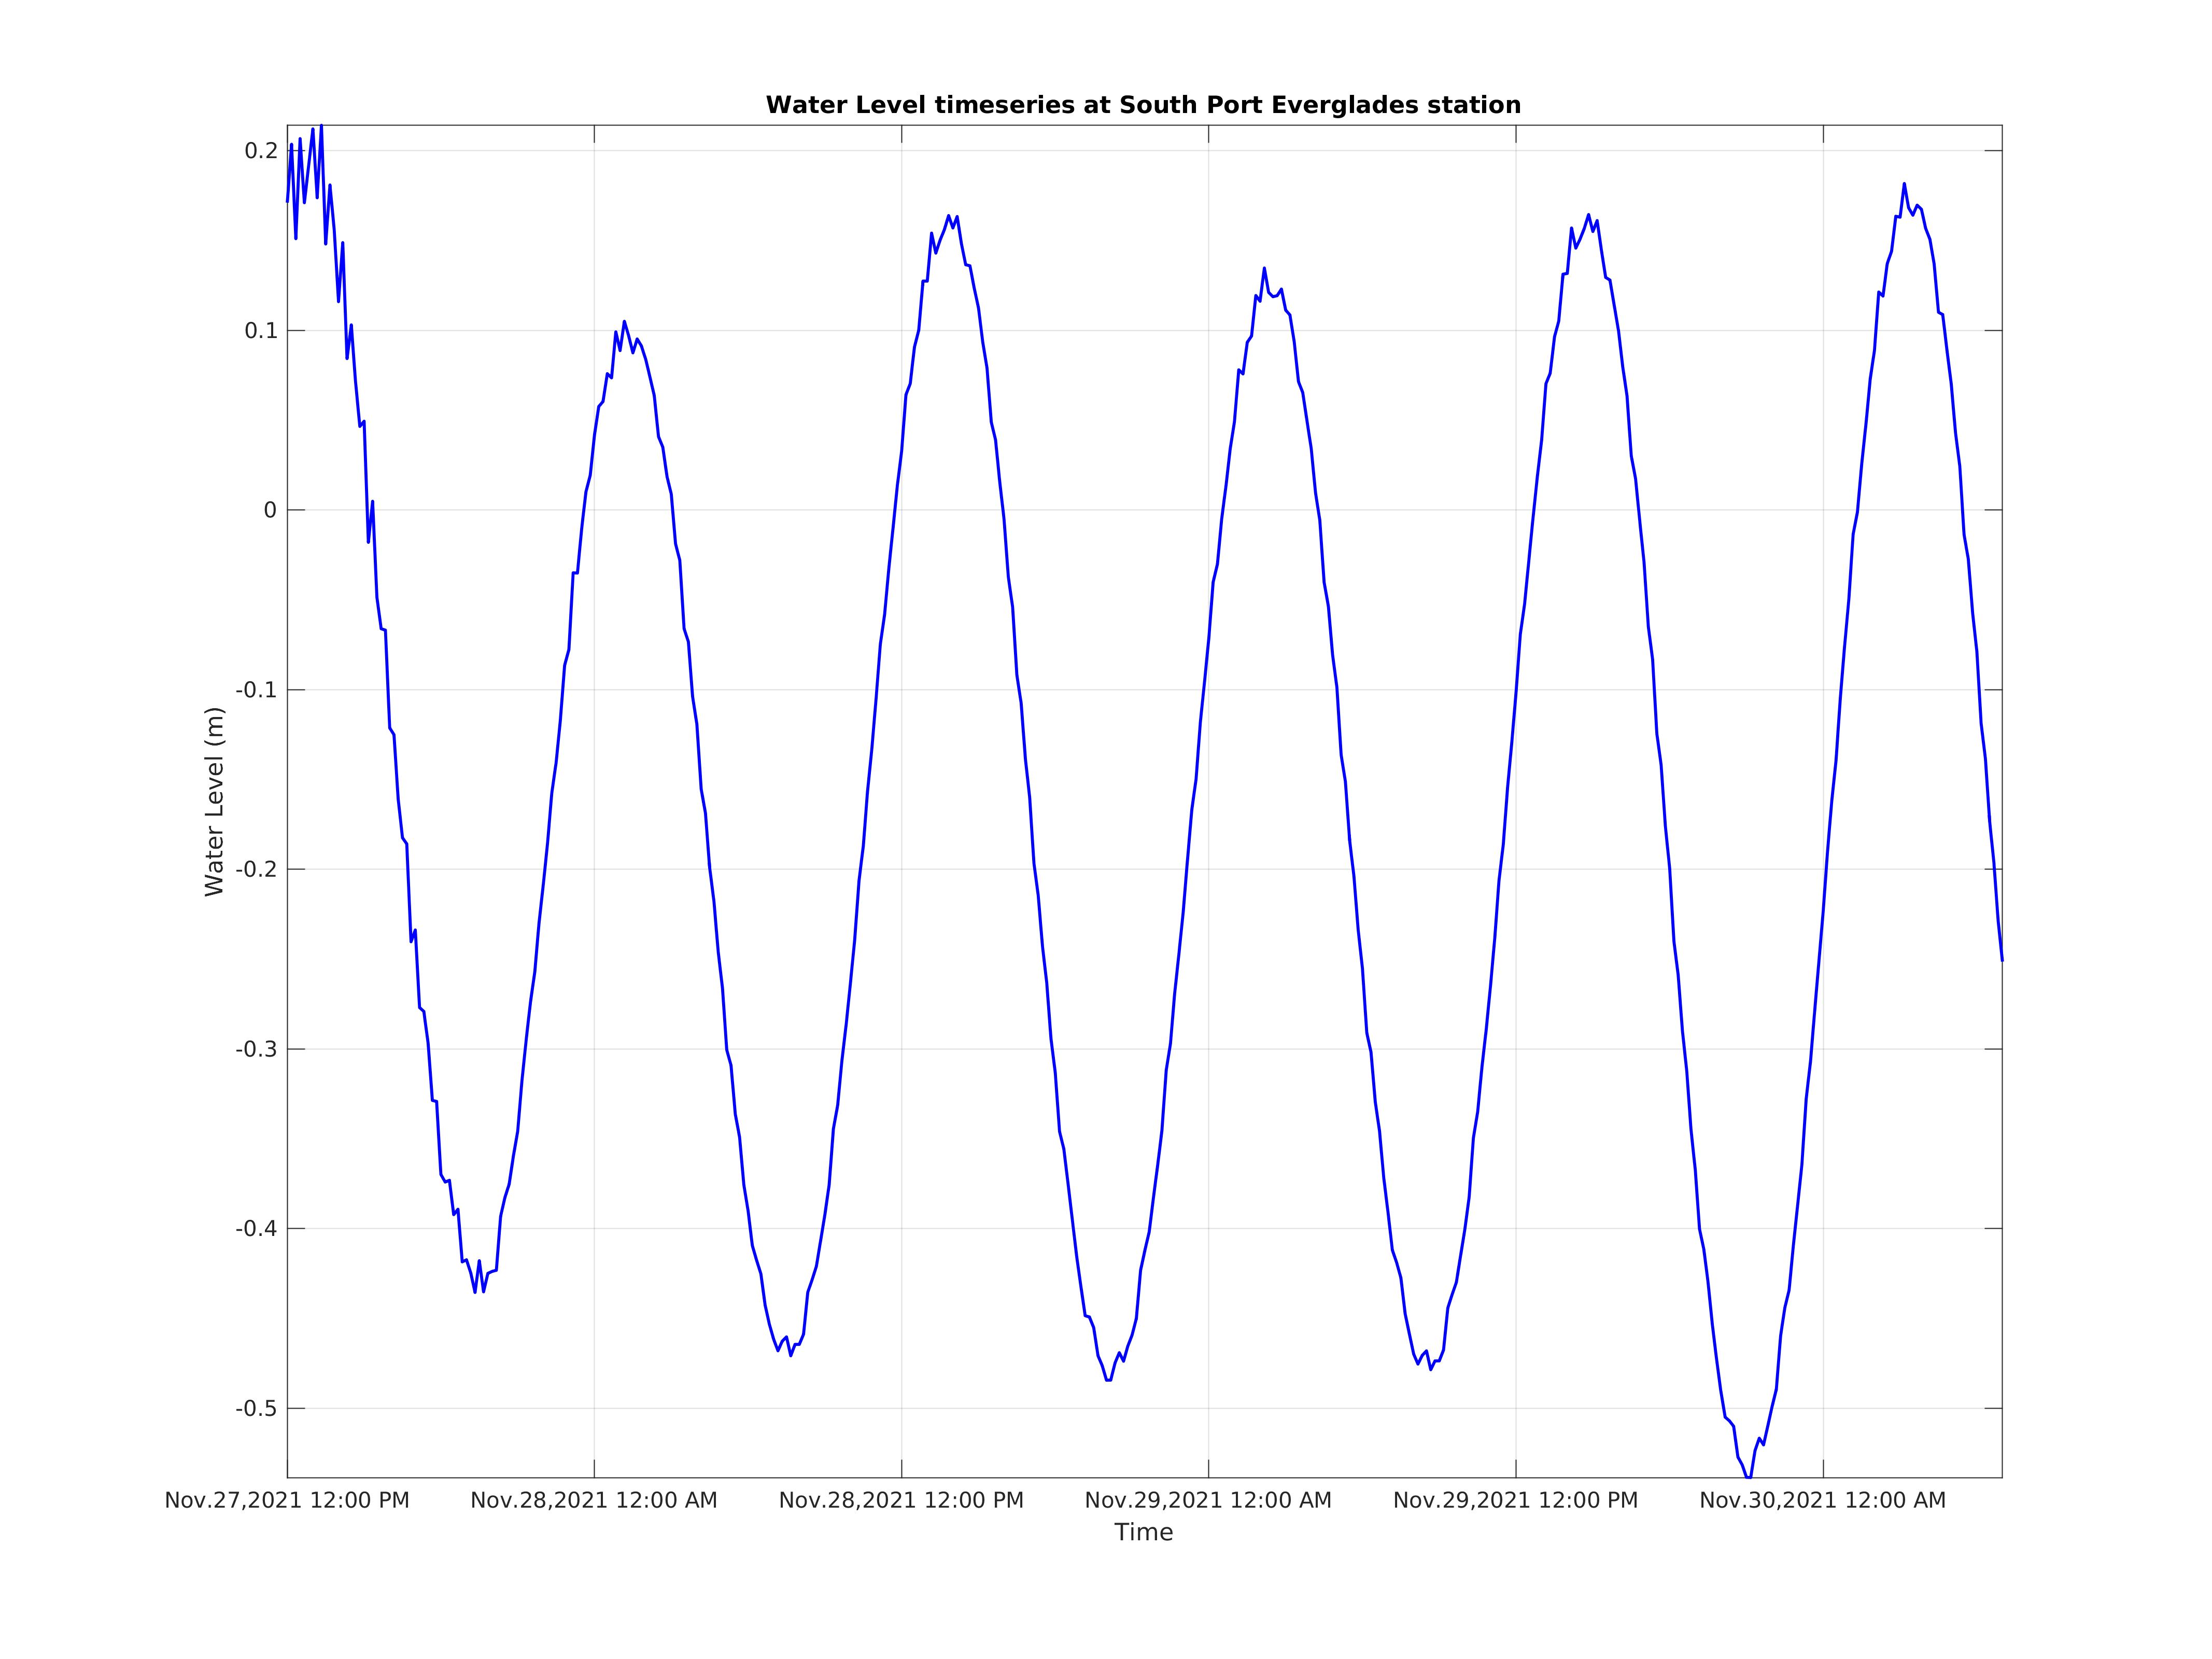 Water Level timeseries at South Port Everglades station
0.2
0.1
0
-0.1
-0.2
-0.3
-0.4
-0.5
Water Level (m)
Nov.27,2021 12:00 PM Nov.28,2021 12:00 AM Nov.28,2021 12:00 PM Nov.29,2021 12:00 AM Nov.29,2021 12:00 PM Nov.30,2021 12:00 AM
Time